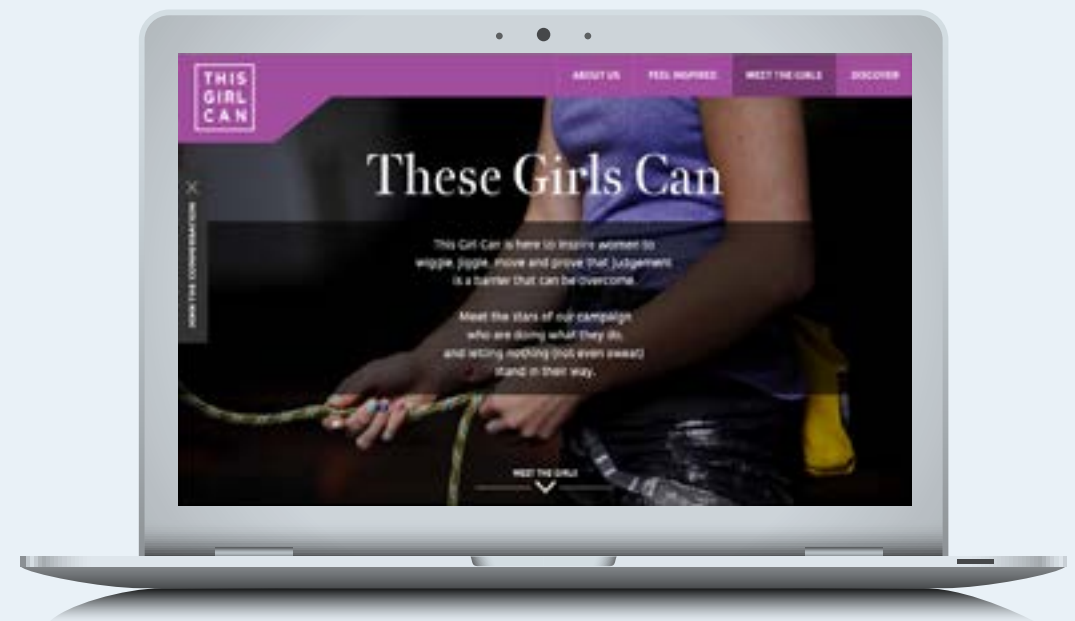 THIS
GIRL
CAN
ABOUT US
FEEL INSPIRED
MEET THE GIRLS
DISCOVER
These Girls Can
JOIN THE CONVERSATION
This Girl Can is here to inspire women to
wiggle, jiggle, move and prove that judgement
is a barrier that can be overcome.
Meet the stars of our campaign
who are doing what they do,
and letting nothing (not even sweat)
stand in their way.
MEET THE GIRLS